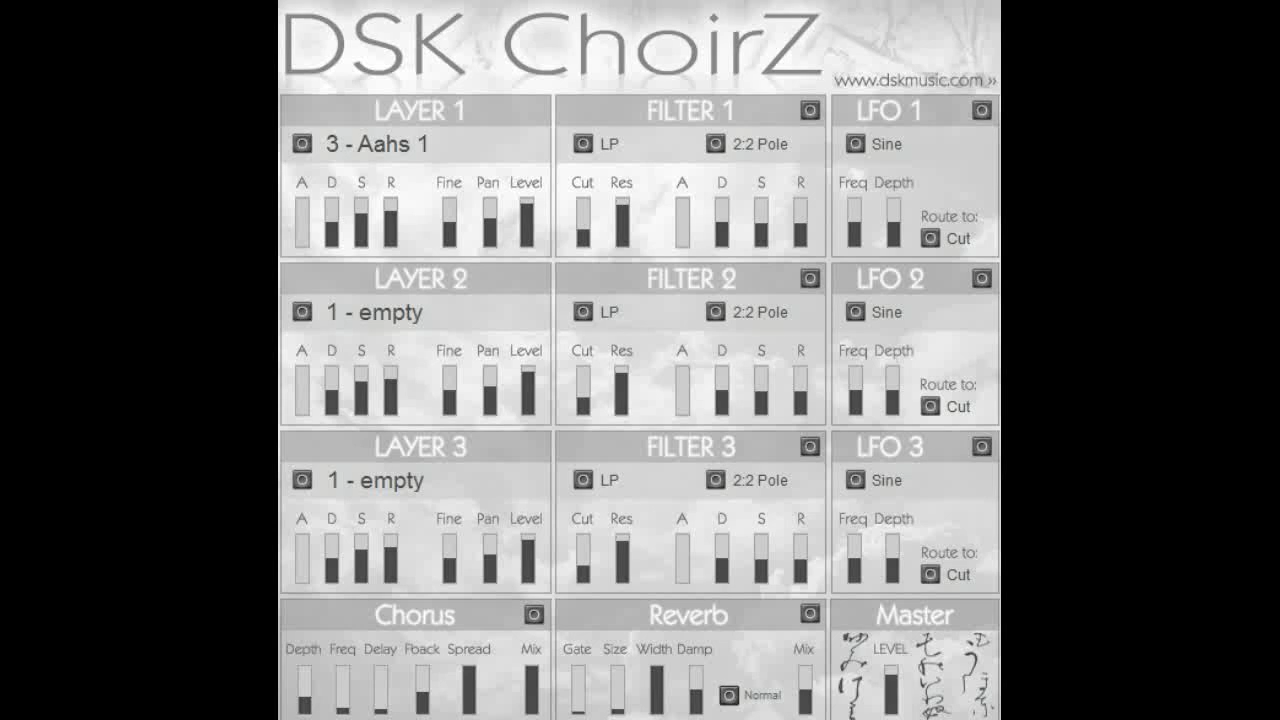 DSK ChoirZ
www.dskmusic.com »
LAYER 1 FILTER 1 LFO 1
3 - Aahs 1 LP 2:2 Pole Sine
A D S R Fine Pan Level Cut Res A D S R Freq Depth
Route to:
Cut
LAYER 2 FILTER 2 LFO 2
1 - empty LP 2:2 Pole Sine
A D S R Fine Pan Level Cut Res A D S R Freq Depth
Route to:
Cut
LAYER 3 FILTER 3 LFO 3
1 - empty LP 2:2 Pole Sine
A D S R Fine Pan Level Cut Res A D S R Freq Depth
Route to:
Cut
Chorus Reverb Master
Depth Freq Delay Fback Spread Mix Gate Size Width Damp Mix LEVEL
Normal